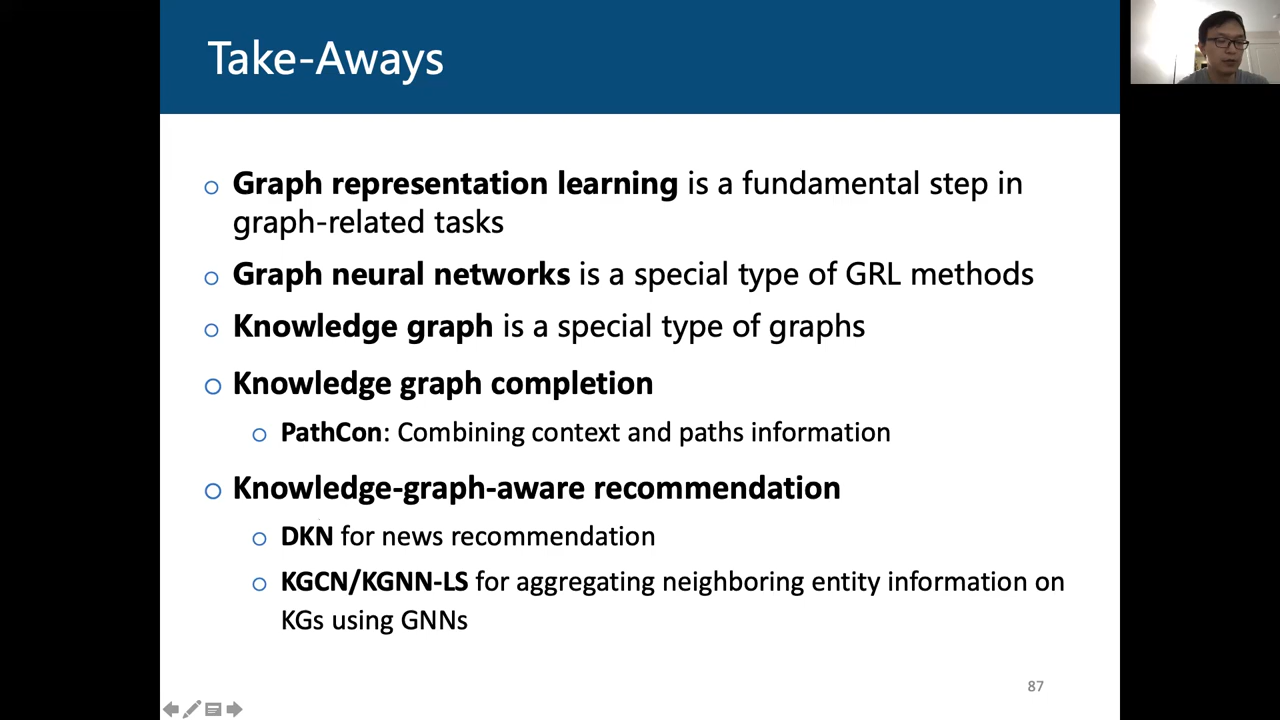 Take-Aways
Graph representation learning is a fundamental step in
graph-related tasks
Graph neural networks is a special type of GRL methods
Knowledge graph is a special type of graphs
Knowledge graph completion
PathCon: Combining context and paths information
Knowledge-graph-aware recommendation
DKN for news recommendation
KGCN/KGNN-LS for aggregating neighboring entity information on
KGs using GNNs
87